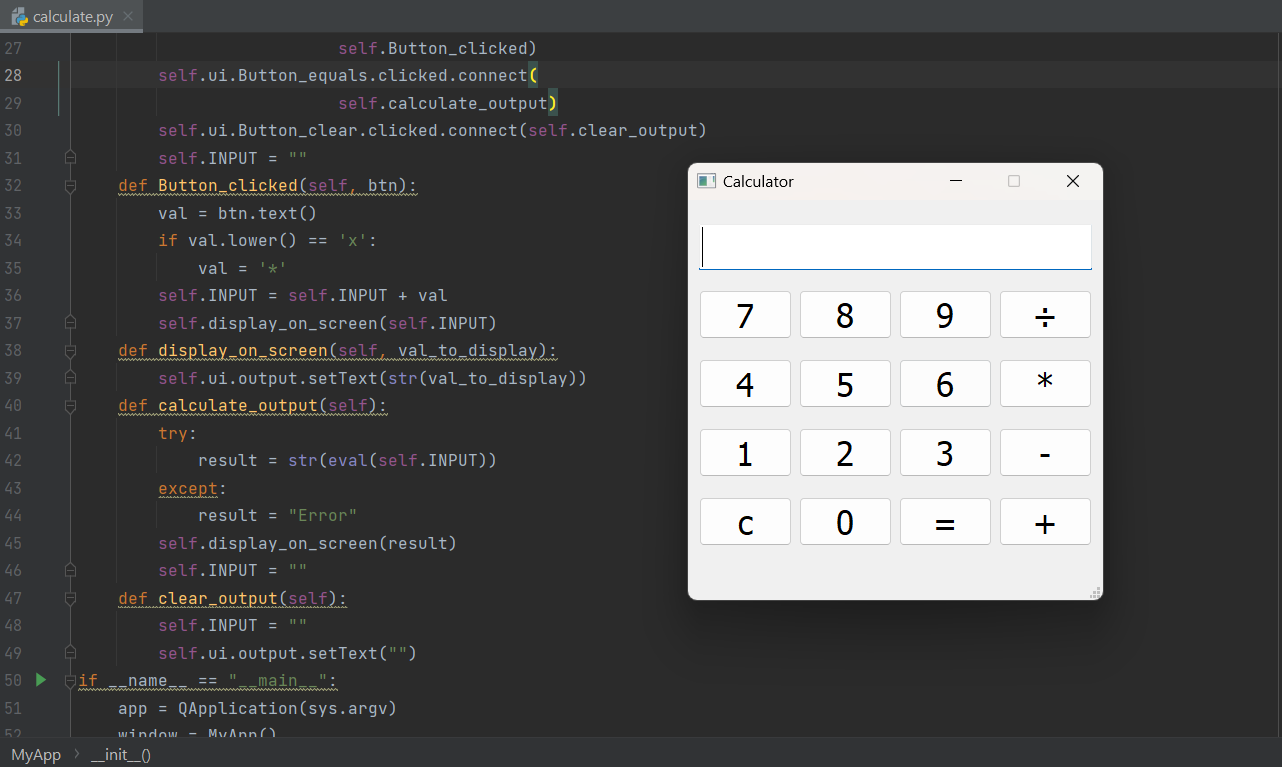 calculate.py
27 self.Button_clicked)
28 self.ui.Button_equals.clicked.connect(
29 self.calculate_output)
30 self.ui.Button_clear.clicked.connect(self.clear_output)
31 self.INPUT = ""
32 def Button_clicked(self, btn):
33 val = btn.text()
34 if val.lower() == 'x':
35 val = '*'
36 self.INPUT = self.INPUT + val
37 self.display_on_screen(self.INPUT)
38 def display_on_screen(self, val_to_display):
39 self.ui.output.setText(str(val_to_display))
40 def calculate_output(self):
41 try:
42 result = str(eval(self.INPUT))
43 except:
44 result = "Error"
45 self.display_on_screen(result)
46 self.INPUT = ""
47 def clear_output(self):
48 self.INPUT = ""
49 self.ui.output.setText("")
50 if __name__ == "__main__":
51 app = QApplication(sys.argv)
52 window = MyApp()
MyApp > __init__()
Calculator
7 8 9 ÷
4 5 6 *
1 2 3 -
c 0 = +